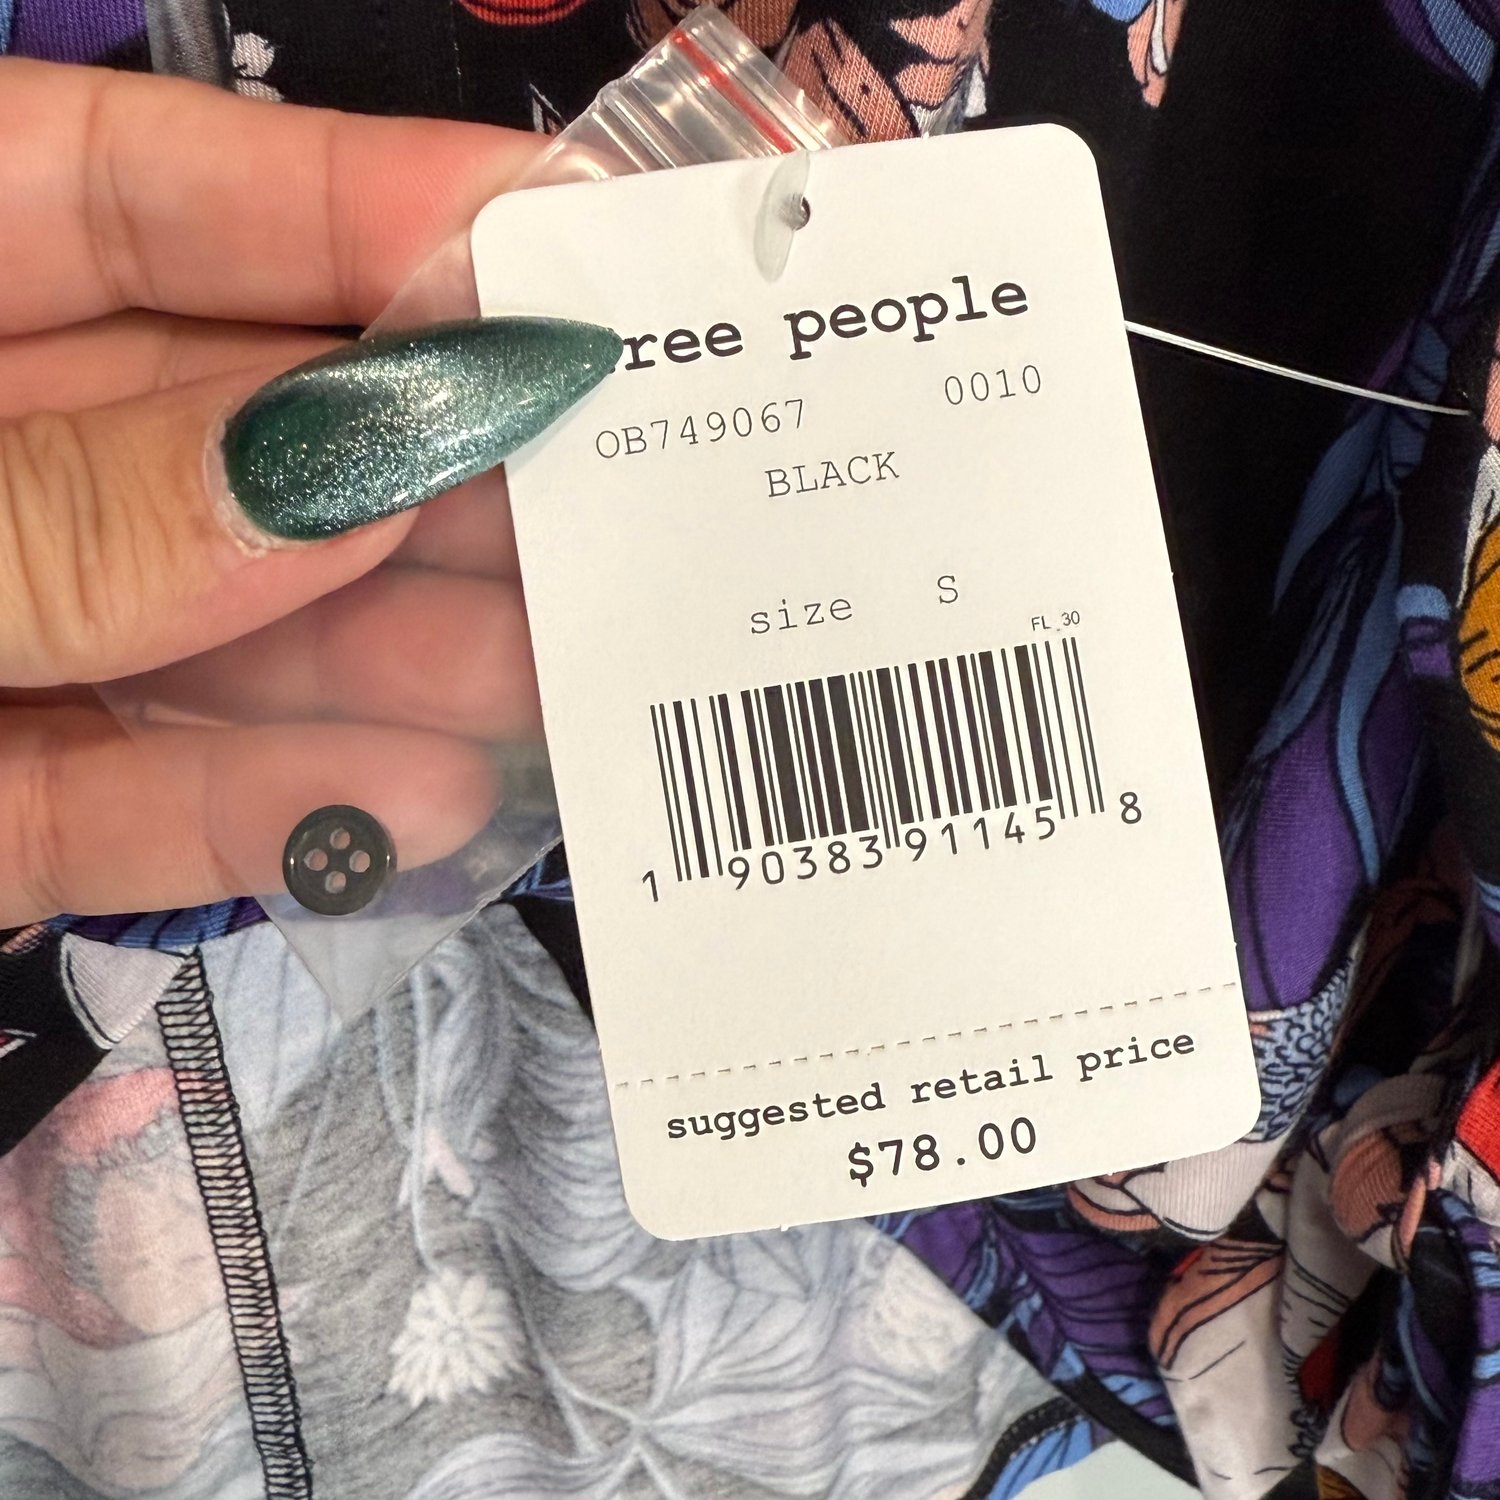 ree people
OB749067 0010
BLACK
size S
FL 30
1 90383 91145 8
suggested retail price
$78.00